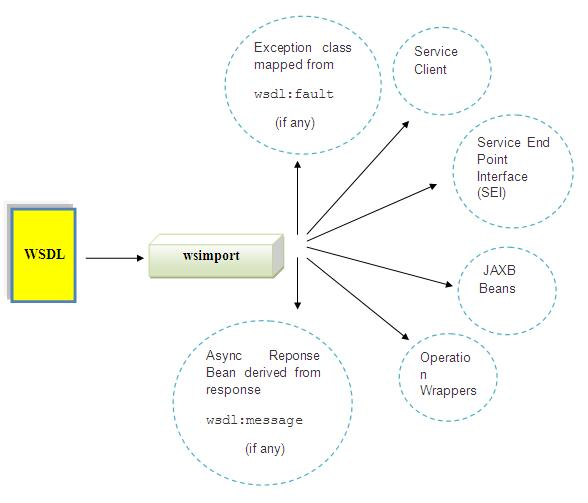 Exception class
mapped from
wsdl:fault
(if any)
Service
Client
Service End
Point
Interface
(SEI)
WSDL
wsimport
JAXB
Beans
Async Reponse
Bean derived from
response
wsdl:message
(if any)
Operatio
n
Wrappers